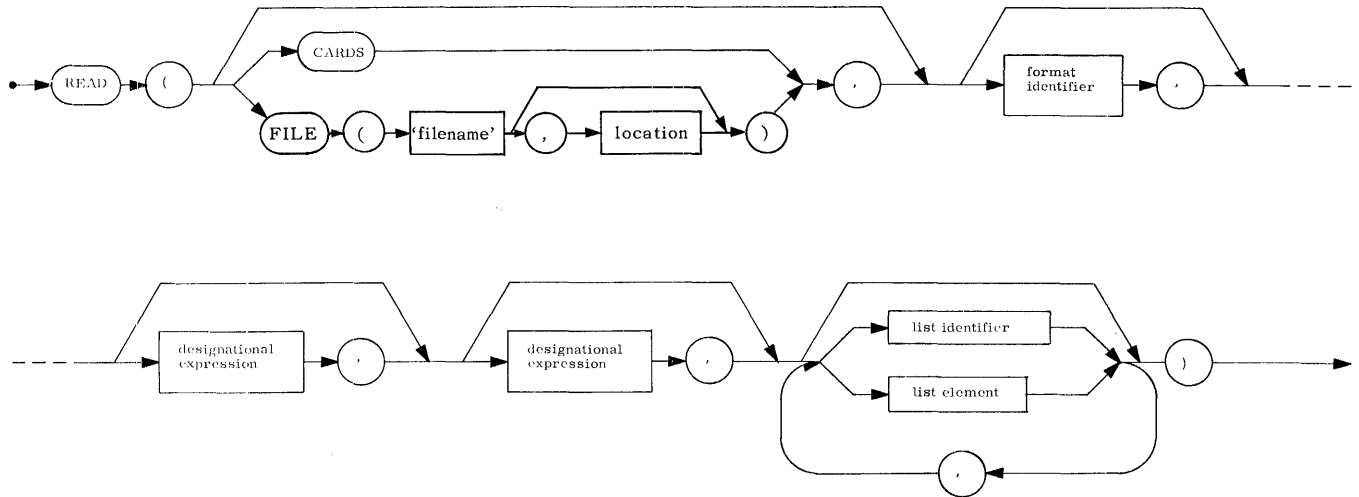 CARDS
READ
(
,
format
identifier
,
FILE
(
'filename'
,
location
)
designational
expression
,
designational
expression
,
list identifier
list element
)
,